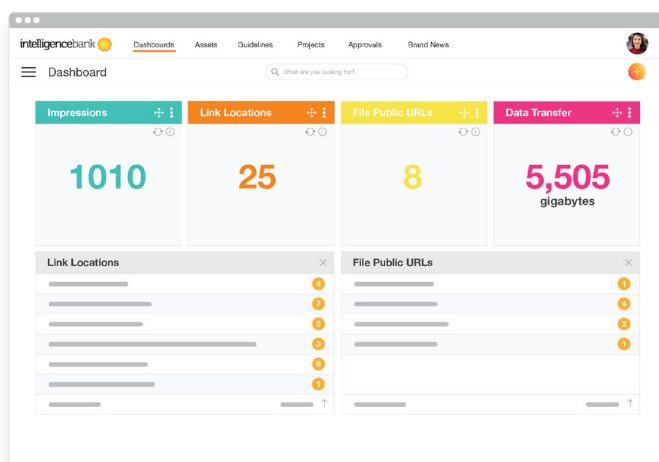 intelligencebank
Dashboards Assets Guidelines Projects Approvals Brand News
Dashboard
What are you looking for?
Impressions
Link Locations
File Public URLs
Data Transfer
1010
25
8
5,505
gigabytes
Link Locations
4
7
2
3
8
1
File Public URLs
1
4
2
1